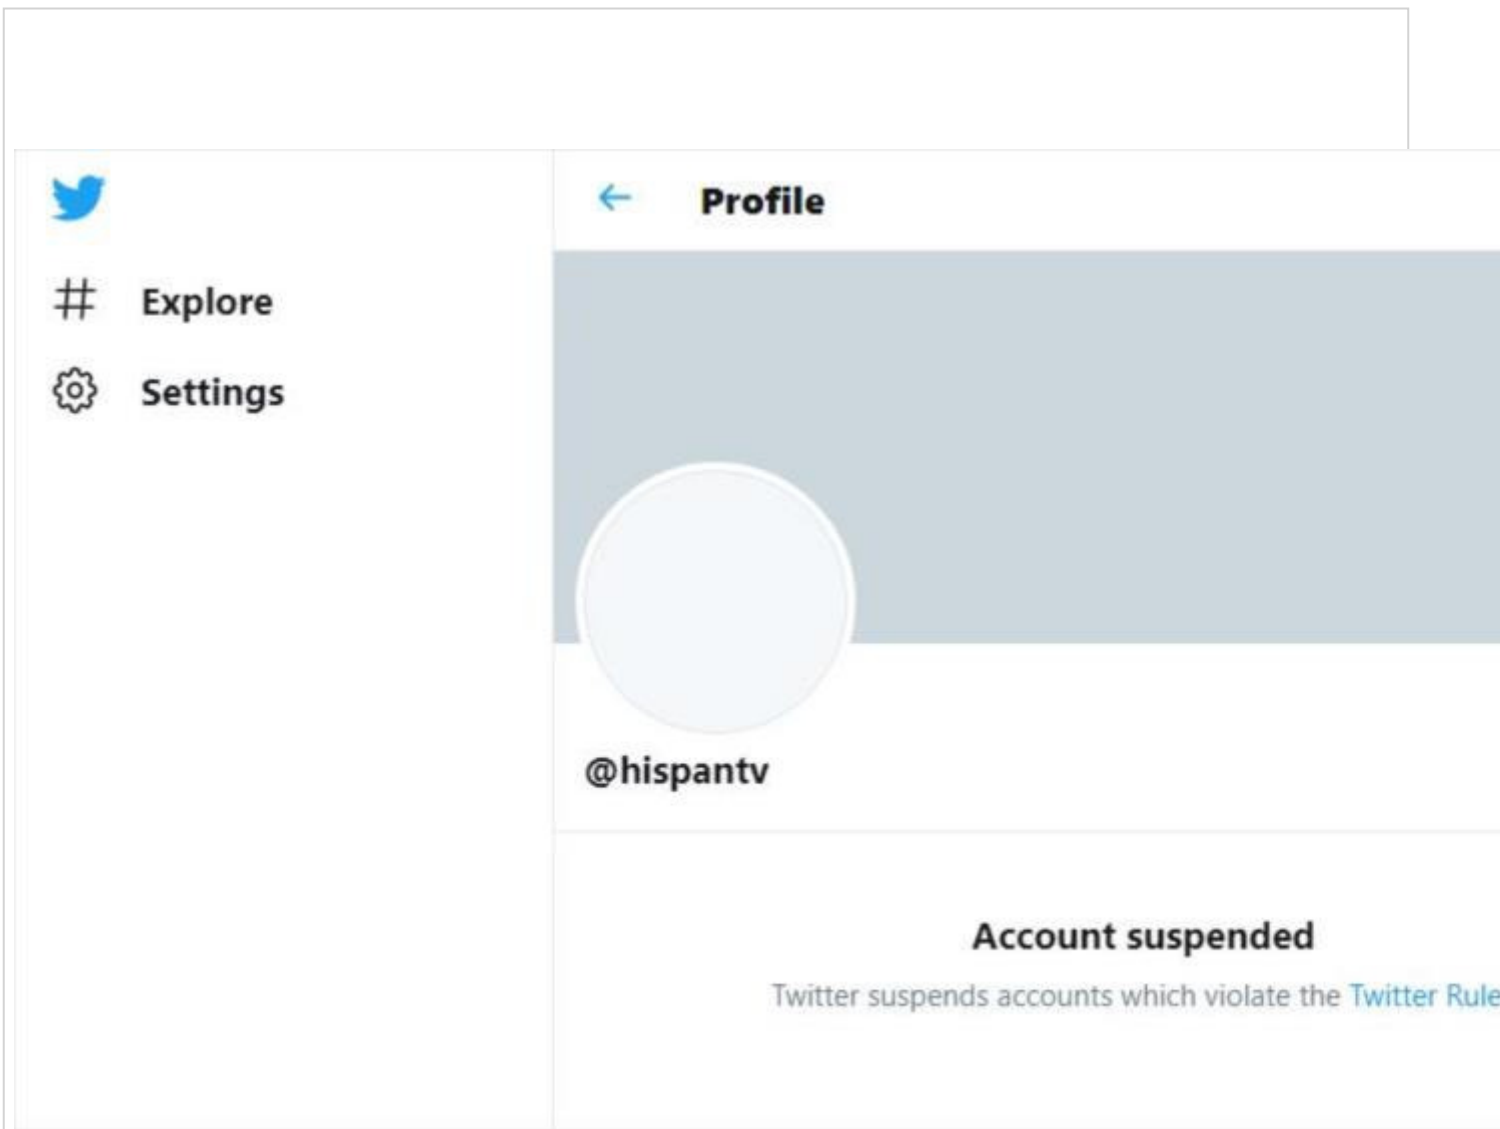 Profile
# Explore
Settings
@hispantv
Account suspended
Twitter suspends accounts which violate the Twitter Rule